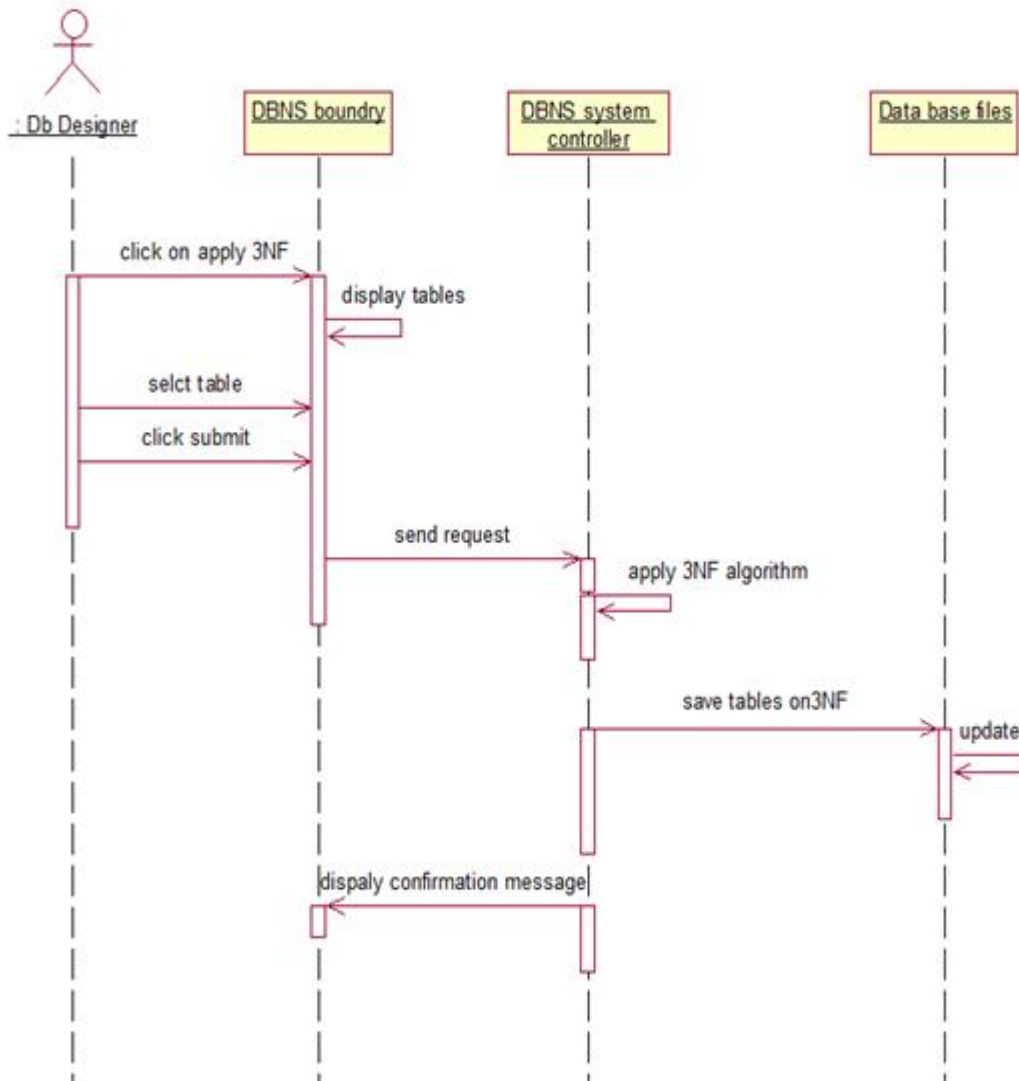 : Db Designer
DBNS boundry
DBNS system
controller
Data base files
click on apply 3NF
display tables
selct table
click submit
send request
apply 3NF algorithm
save tables on3NF
update
dispaly confirmation message